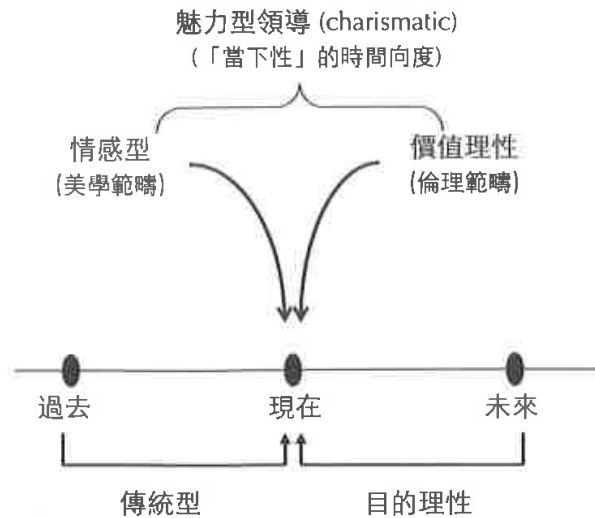 魅力型領導 (charismatic)
(「當下性」的時間向度)
情感型
(美學範疇)
價值理性
(倫理範疇)
過去
現在
未來
傳統型
目的理性